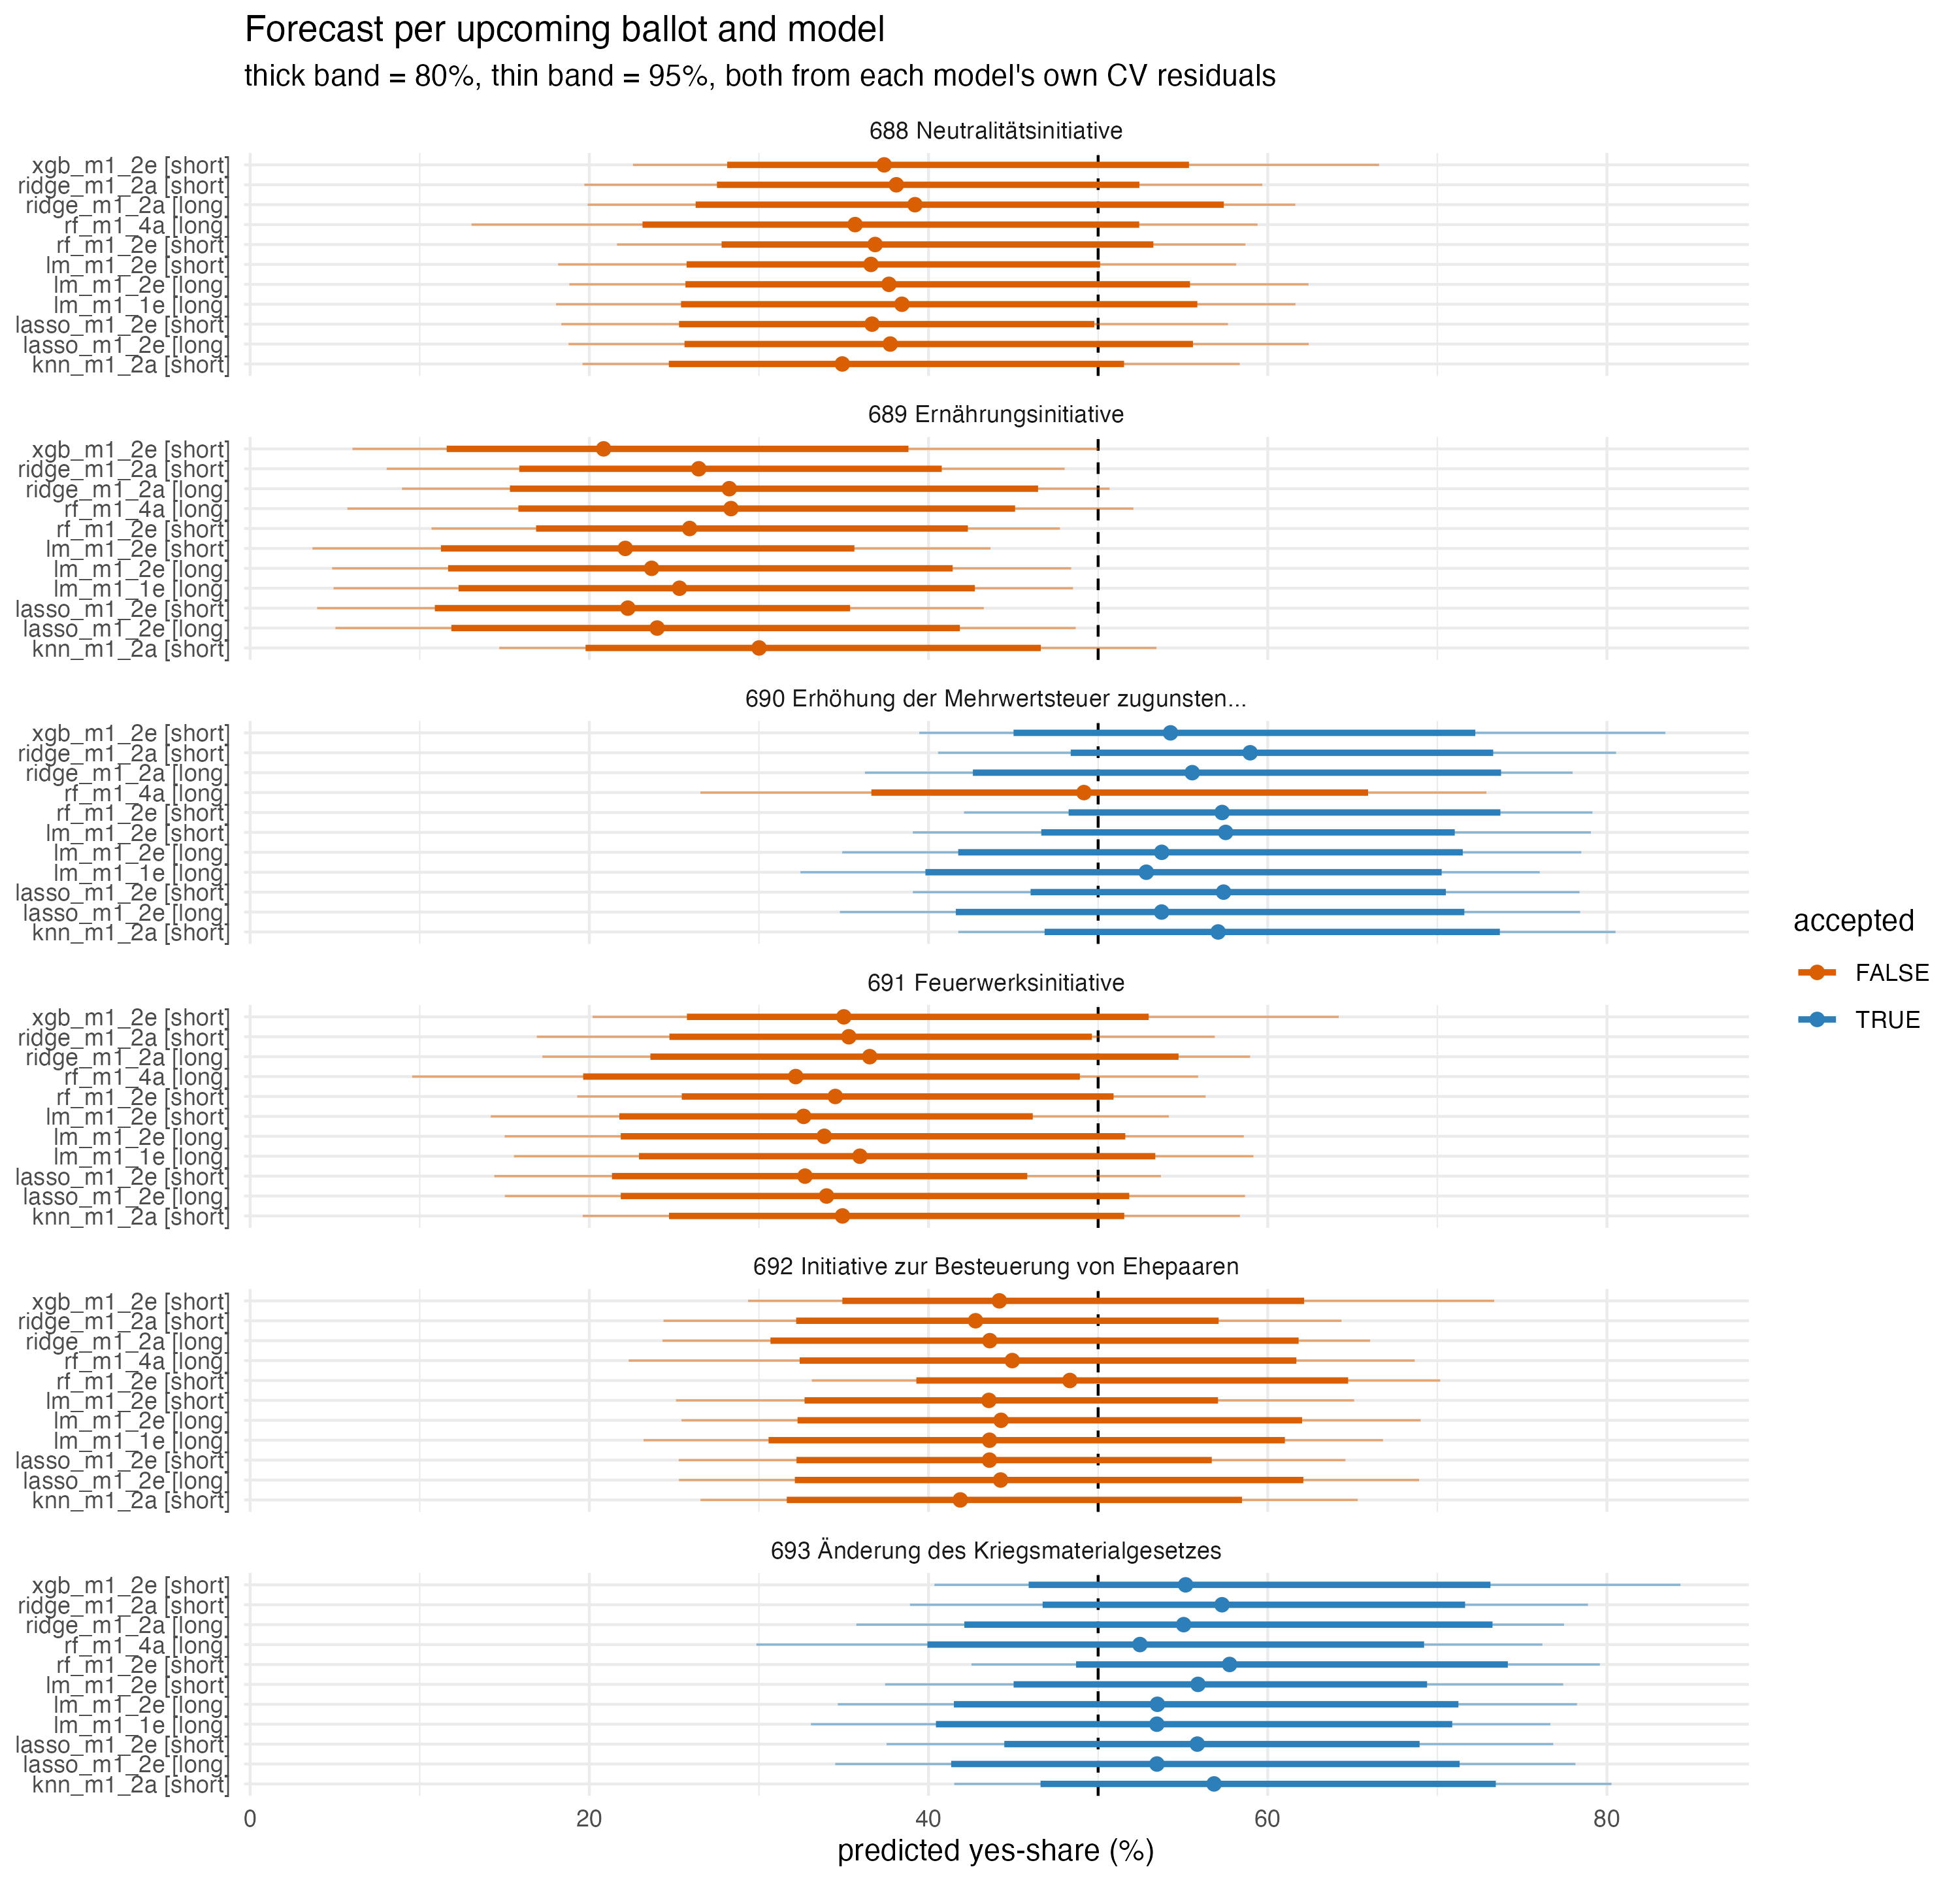 Forecast per upcoming ballot and model
thick band = 80%, thin band = 95%, both from each model's own CV residuals
688 Neutralitätsinitiative
xgb_m1_2e [short]
ridge_m1_2a [short]
ridge_m1_2a [long]
rf_m1_4a [long]
rf_m1_2e [short]
lm_m1_2e [short]
lm_m1_2e [long]
lm_m1_1e [long]
lasso_m1_2e [short]
lasso_m1_2e [long]
knn_m1_2a [short]
689 Ernährungsinitiative
xgb_m1_2e [short]
ridge_m1_2a [short]
ridge_m1_2a [long]
rf_m1_4a [long]
rf_m1_2e [short]
lm_m1_2e [short]
lm_m1_2e [long]
lm_m1_1e [long]
lasso_m1_2e [short]
lasso_m1_2e [long]
knn_m1_2a [short]
690 Erhöhung der Mehrwertsteuer zugunsten...
xgb_m1_2e [short]
ridge_m1_2a [short]
ridge_m1_2a [long]
rf_m1_4a [long]
rf_m1_2e [short]
lm_m1_2e [short]
lm_m1_2e [long]
lm_m1_1e [long]
lasso_m1_2e [short]
lasso_m1_2e [long]
knn_m1_2a [short]
691 Feuerwerksinitiative
xgb_m1_2e [short]
ridge_m1_2a [short]
ridge_m1_2a [long]
rf_m1_4a [long]
rf_m1_2e [short]
lm_m1_2e [short]
lm_m1_2e [long]
lm_m1_1e [long]
lasso_m1_2e [short]
lasso_m1_2e [long]
knn_m1_2a [short]
692 Initiative zur Besteuerung von Ehepaaren
xgb_m1_2e [short]
ridge_m1_2a [short]
ridge_m1_2a [long]
rf_m1_4a [long]
rf_m1_2e [short]
lm_m1_2e [short]
lm_m1_2e [long]
lm_m1_1e [long]
lasso_m1_2e [short]
lasso_m1_2e [long]
knn_m1_2a [short]
693 Änderung des Kriegsmaterialgesetzes
xgb_m1_2e [short]
ridge_m1_2a [short]
ridge_m1_2a [long]
rf_m1_4a [long]
rf_m1_2e [short]
lm_m1_2e [short]
lm_m1_2e [long]
lm_m1_1e [long]
lasso_m1_2e [short]
lasso_m1_2e [long]
knn_m1_2a [short]
0 20 40 60 80
predicted yes-share (%)
accepted
FALSE
TRUE